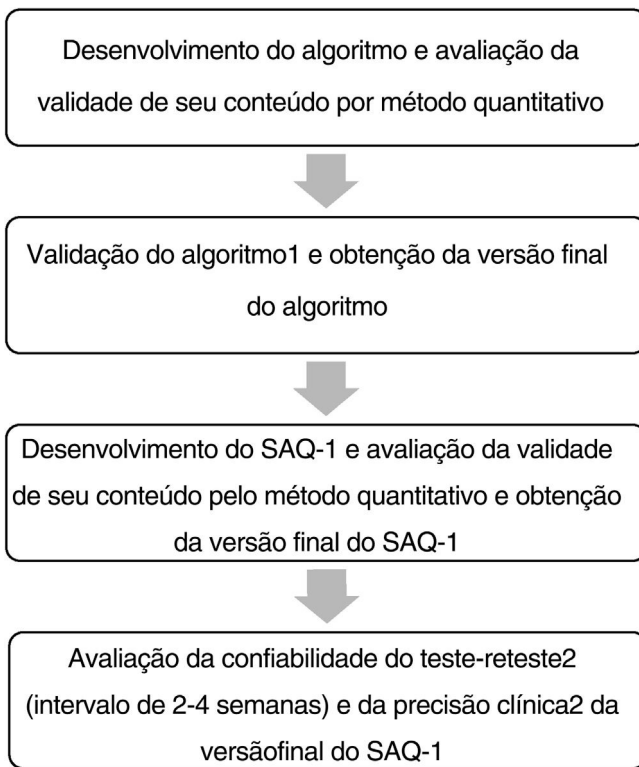 Desenvolvimento do algoritmo e avaliação da
validade de seu conteúdo por método quantitativo
Validação do algoritmo1 e obtenção da versão final
do algoritmo
Desenvolvimento do SAQ-1 e avaliação da validade
de seu conteúdo pelo método quantitativo e obtenção
da versão final do SAQ-1
Avaliação da confiabilidade do teste-reteste2
(intervalo de 2-4 semanas) e da precisão clínica2 da
versãofinal do SAQ-1